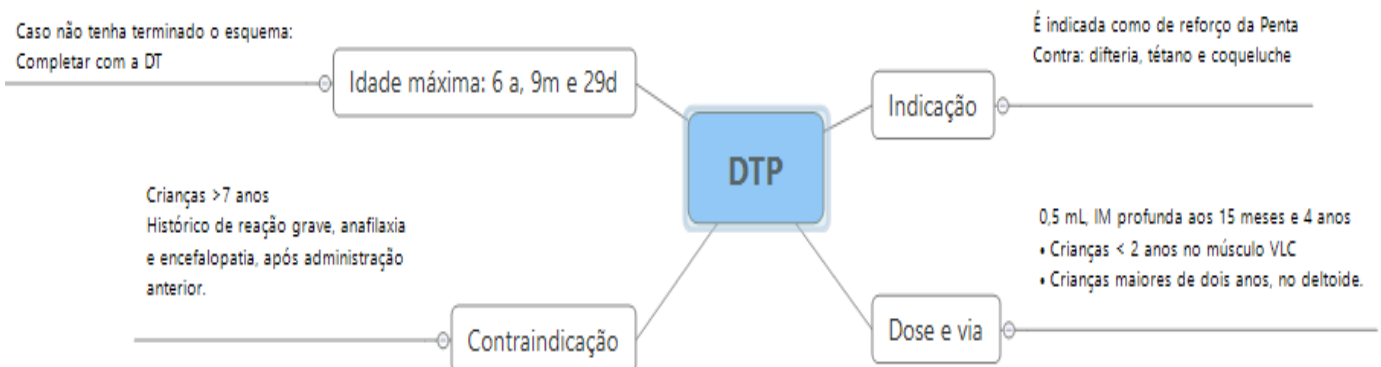 Caso não tenha terminado o esquema:
Completar com a DT
Idade máxima: 6 a, 9m e 29d
É indicada como de reforço da Penta
Contra: difteria, tétano e coqueluche
Indicação
DTP
Crianças >7 anos
Histórico de reação grave, anafilaxia
e encefalopatia, após administração
anterior.
Contraindicação
0,5 mL, IM profunda aos 15 meses e 4 anos
• Crianças < 2 anos no músculo VLC
• Crianças maiores de dois anos, no deltoide.
Dose e via